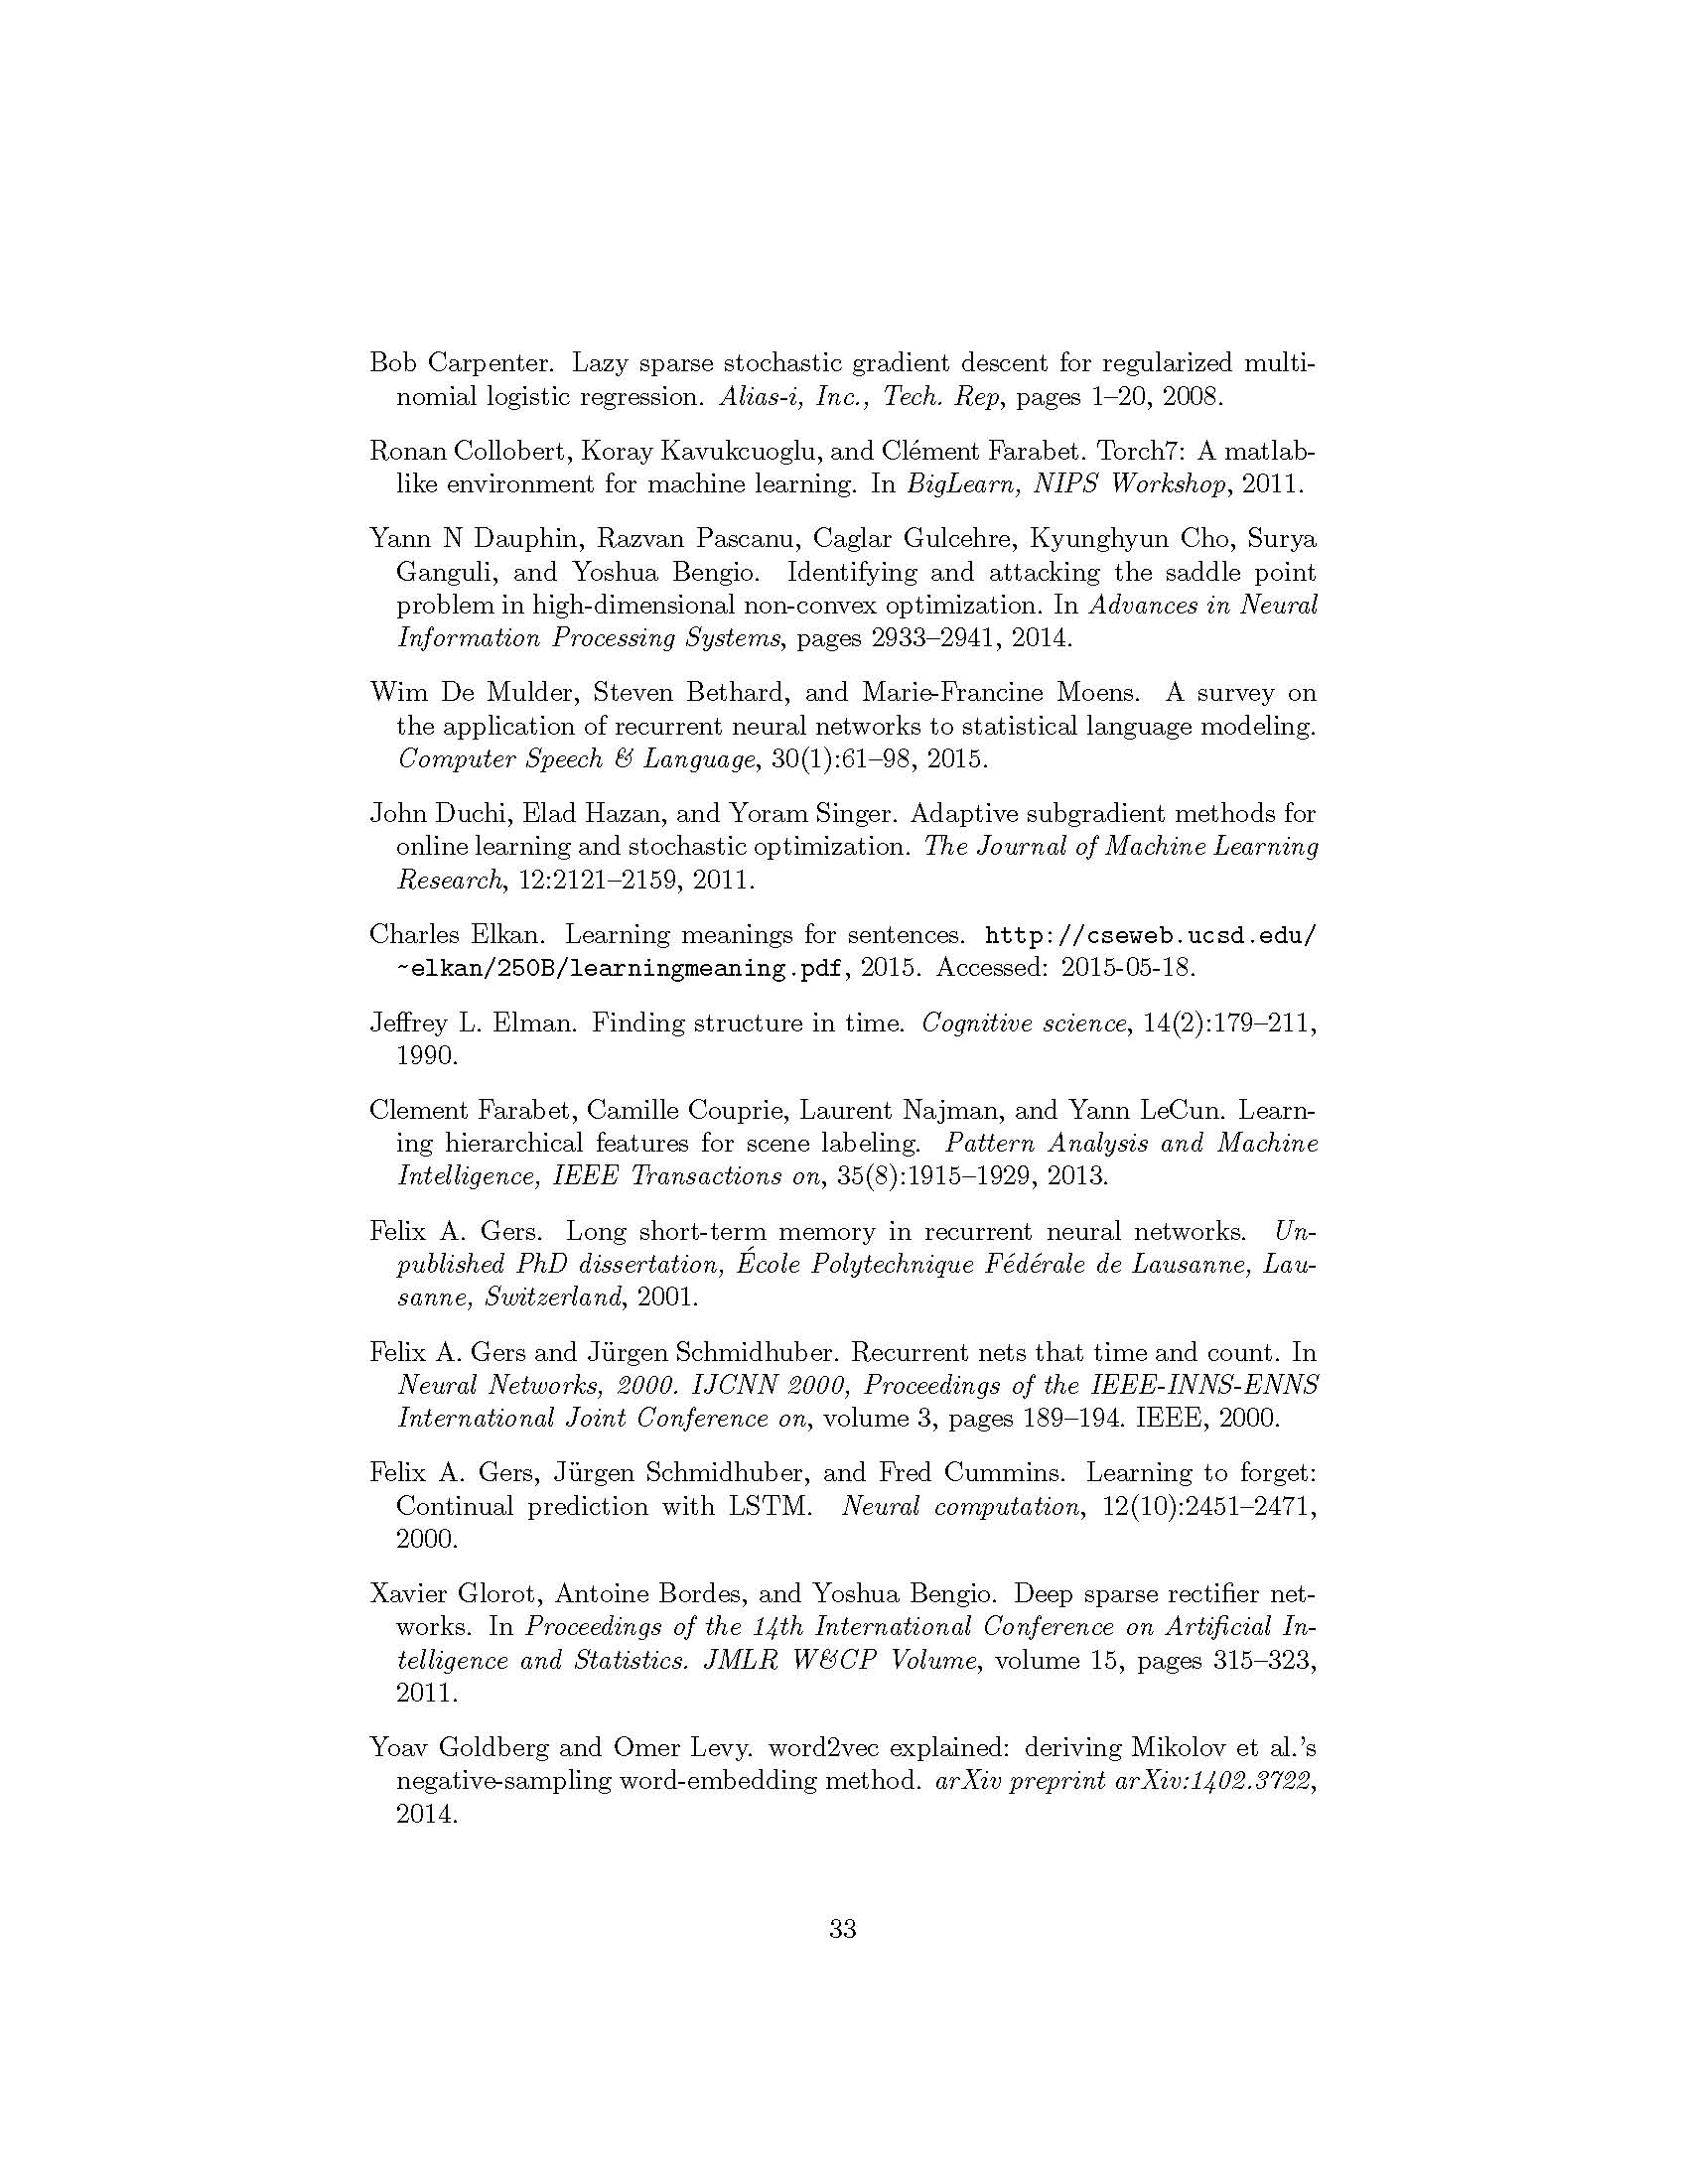 Bob Carpenter. Lazy sparse stochastic gradient descent for regularized multi-
nomial logistic regression. Alias-i, Inc., Tech. Rep, pages 1–20, 2008.
Ronan Collobert, Koray Kavukcuoglu, and Clément Farabet. Torch7: A matlab-
like environment for machine learning. In BigLearn, NIPS Workshop, 2011.
Yann N Dauphin, Razvan Pascanu, Caglar Gulcehre, Kyunghyun Cho, Surya
Ganguli, and Yoshua Bengio. Identifying and attacking the saddle point
problem in high-dimensional non-convex optimization. In Advances in Neural
Information Processing Systems, pages 2933–2941, 2014.
Wim De Mulder, Steven Bethard, and Marie-Francine Moens. A survey on
the application of recurrent neural networks to statistical language modeling.
Computer Speech & Language, 30(1):61–98, 2015.
John Duchi, Elad Hazan, and Yoram Singer. Adaptive subgradient methods for
online learning and stochastic optimization. The Journal of Machine Learning
Research, 12:2121–2159, 2011.
Charles Elkan. Learning meanings for sentences. http://cseweb.ucsd.edu/
~elkan/250B/learningmeaning.pdf, 2015. Accessed: 2015-05-18.
Jeffrey L. Elman. Finding structure in time. Cognitive science, 14(2):179–211,
1990.
Clement Farabet, Camille Couprie, Laurent Najman, and Yann LeCun. Learn-
ing hierarchical features for scene labeling. Pattern Analysis and Machine
Intelligence, IEEE Transactions on, 35(8):1915–1929, 2013.
Felix A. Gers. Long short-term memory in recurrent neural networks. Un-
published PhD dissertation, École Polytechnique Fédérale de Lausanne, Lau-
sanne, Switzerland, 2001.
Felix A. Gers and Jürgen Schmidhuber. Recurrent nets that time and count. In
Neural Networks, 2000. IJCNN 2000, Proceedings of the IEEE-INNS-ENNS
International Joint Conference on, volume 3, pages 189–194. IEEE, 2000.
Felix A. Gers, Jürgen Schmidhuber, and Fred Cummins. Learning to forget:
Continual prediction with LSTM. Neural computation, 12(10):2451–2471,
2000.
Xavier Glorot, Antoine Bordes, and Yoshua Bengio. Deep sparse rectifier net-
works. In Proceedings of the 14th International Conference on Artificial In-
telligence and Statistics. JMLR W&CP Volume, volume 15, pages 315–323,
2011.
Yoav Goldberg and Omer Levy. word2vec explained: deriving Mikolov et al.'s
negative-sampling word-embedding method. arXiv preprint arXiv:1402.3722,
2014.
33